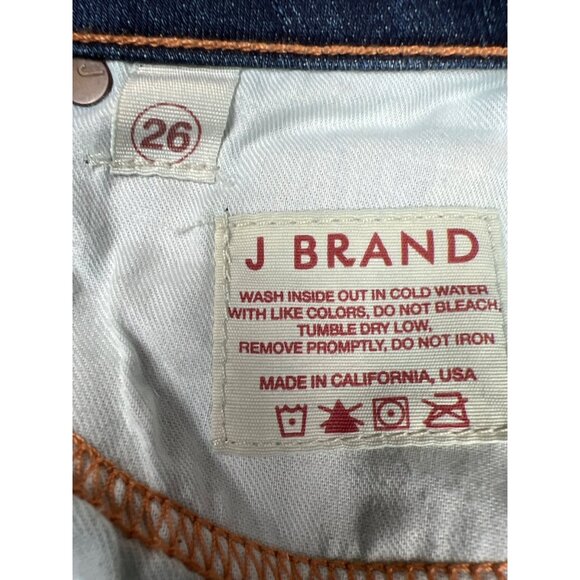 26
J BRAND
WASH INSIDE OUT IN COLD WATER
WITH LIKE COLORS, DO NOT BLEACH,
TUMBLE DRY LOW,
REMOVE PROMPTLY, DO NOT IRON
MADE IN CALIFORNIA, USA